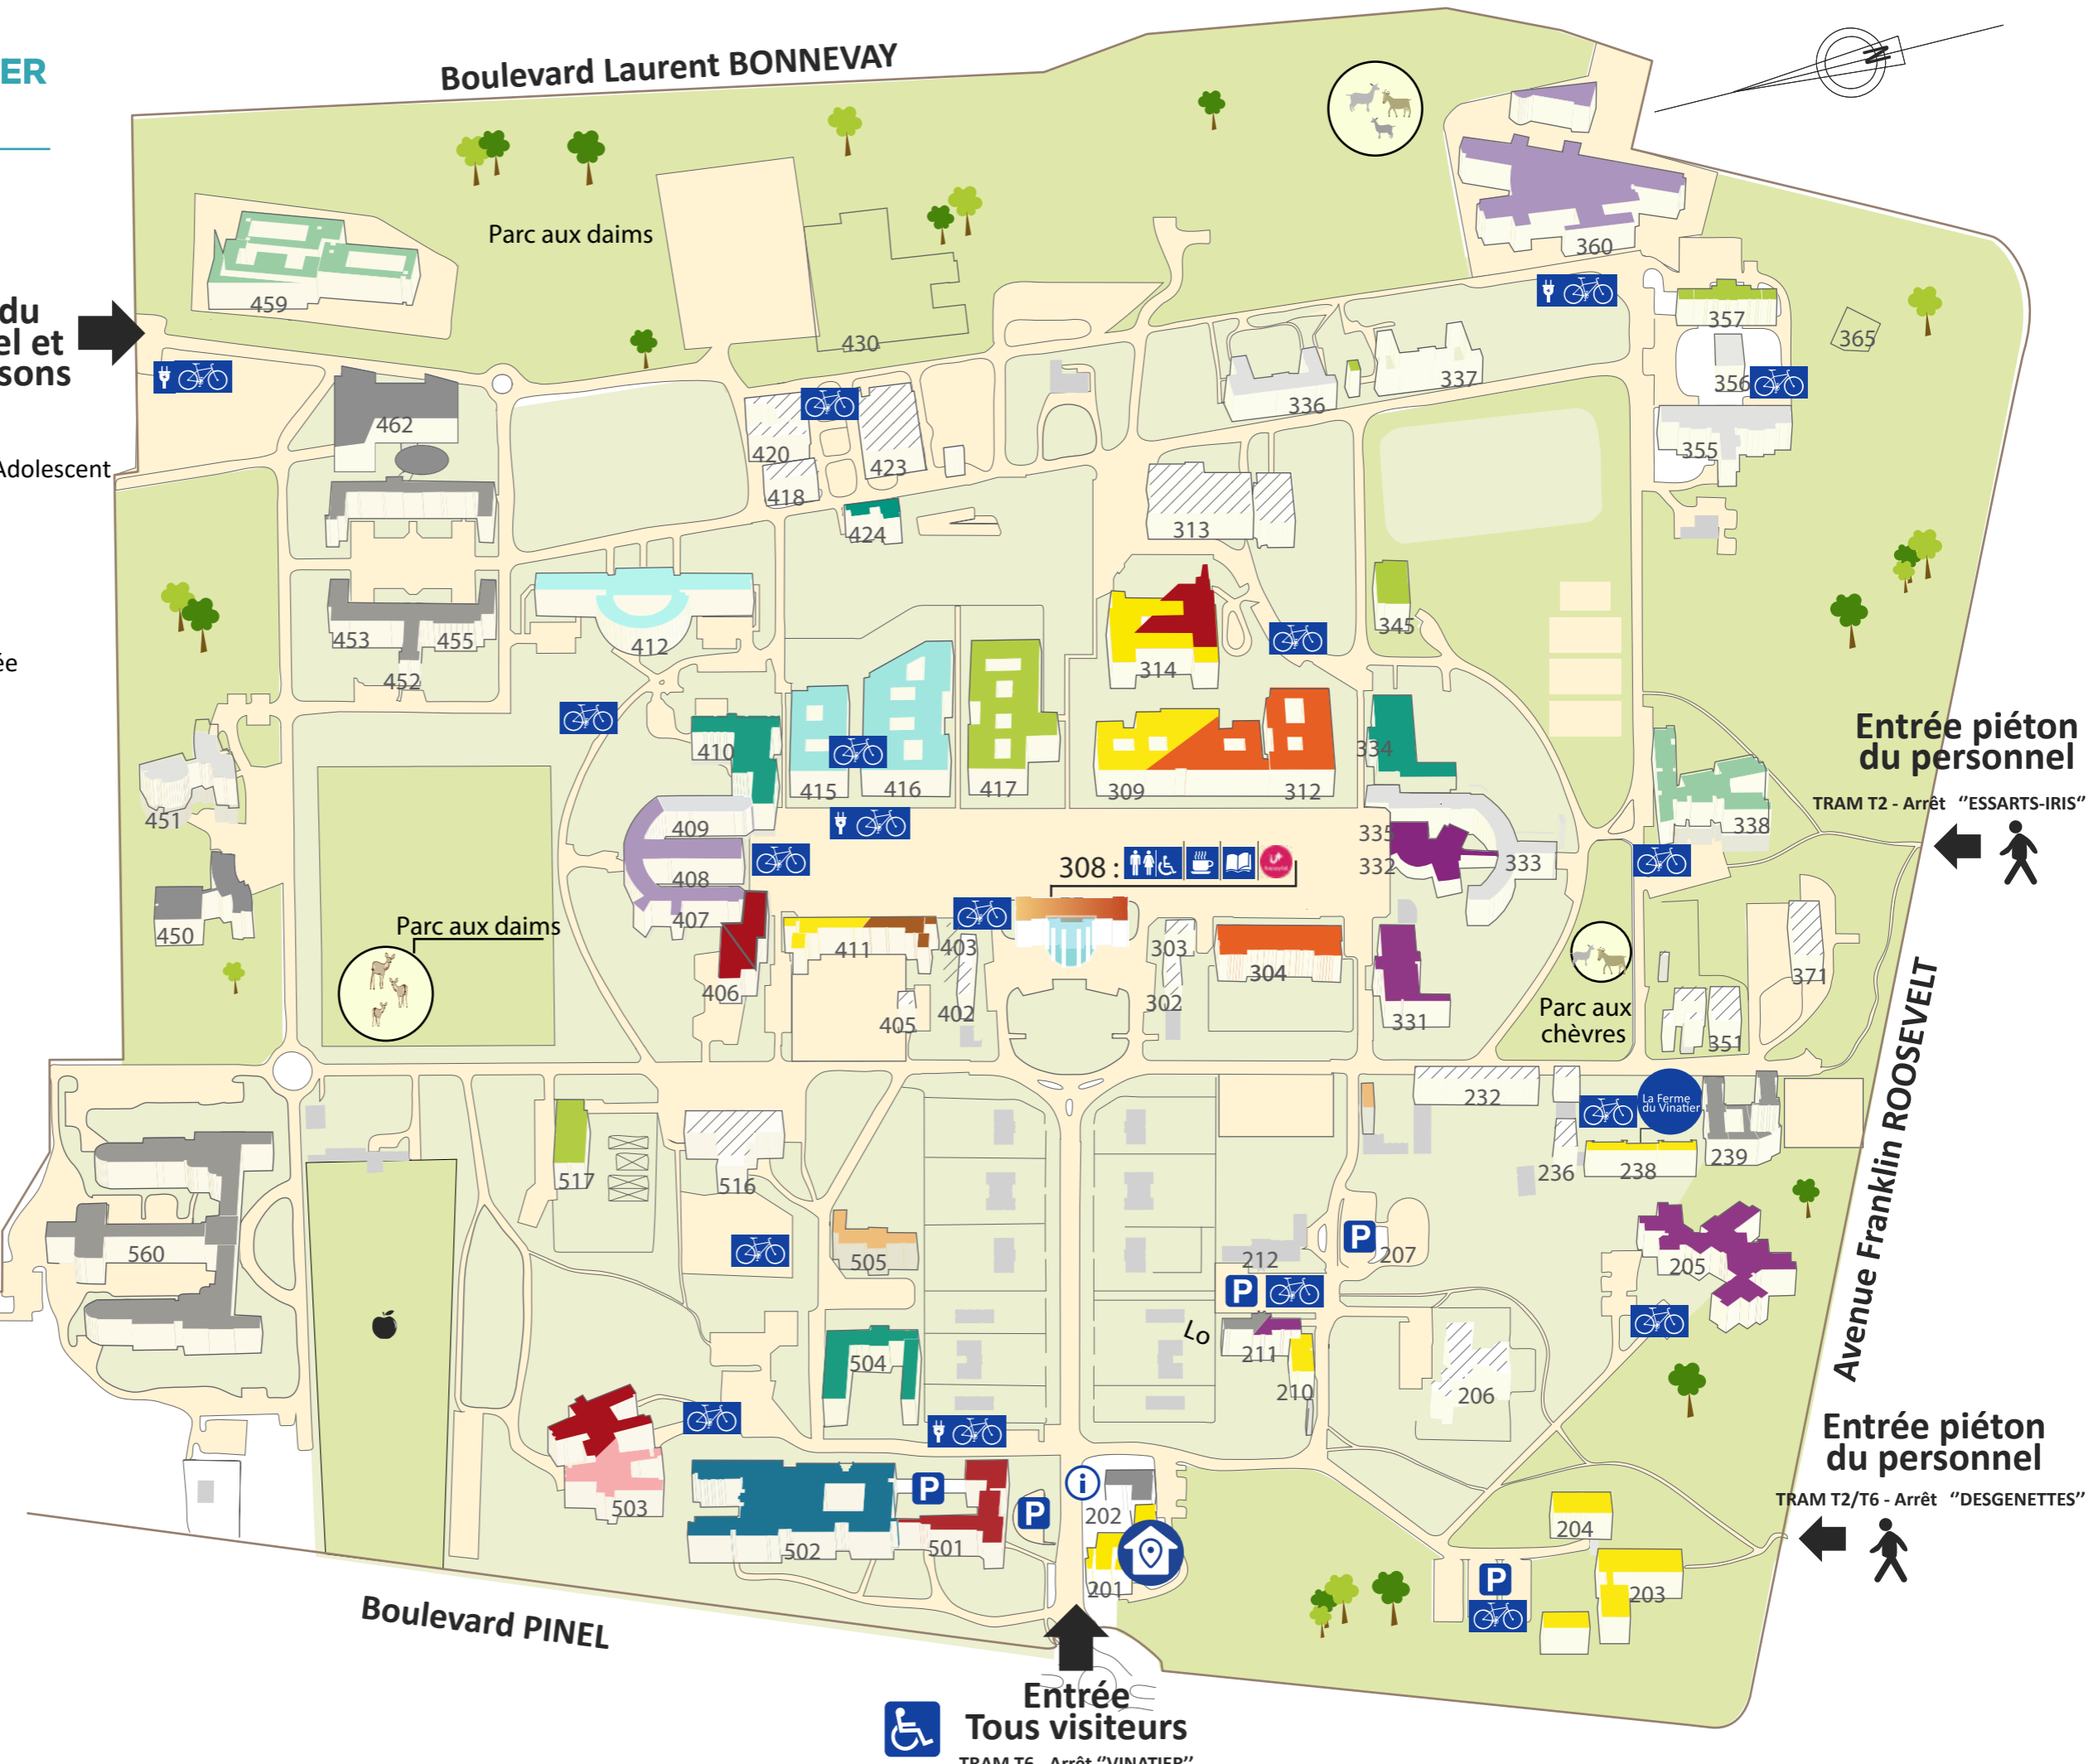 Boulevard Laurent BONNEVAY
ER
N
Parc aux daims
360
459
du
el et
sons
357
365
430
356
337
336
462
355
420
423
Adolescent
418
313
424
345
453
455
412
ée
314
452
Entrée piéton
du personnel
TRAM T2 - Arrêt "ESSARTS-IRIS"
410
334
415
416
417
309
312
451
409
338
335
308 :
332
333
408
407
Parc aux daims
450
411
403
303
304
371
406
402
302
405
331
Parc aux
chèvres
351
Avenue Franklin ROOSEVELT
232
La Ferme
du Vinatier
517
516
236
238
239
560
505
212
P
207
205
P
Lo
504
211
210
206
Entrée piéton
du personnel
TRAM T2/T6 - Arrêt "DESGENETTES"
503
P
P
i
202
204
502
501
201
P
203
Boulevard PINEL
Entrée
Tous visiteurs
TRAM T6 - Arrêt "VINATIER"